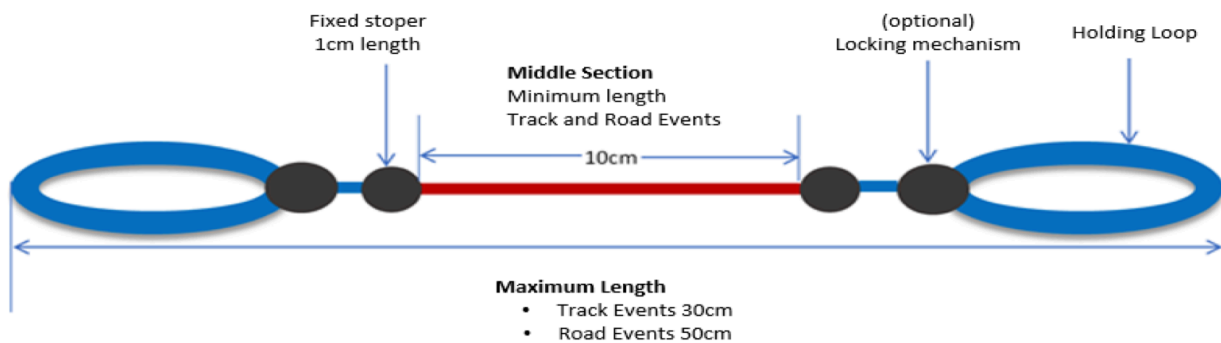 Fixed stoper
1cm length
(optional)
Locking mechanism
Holding Loop
Middle Section
Minimum length
Track and Road Events
10cm
Maximum Length
• Track Events 30cm
• Road Events 50cm